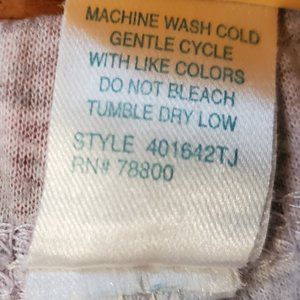 MACHINE WASH COLD
GENTLE CYCLE
WITH LIKE COLORS
DO NOT BLEACH
TUMBLE DRY LOW
STYLE 401642TJ
RN# 78800